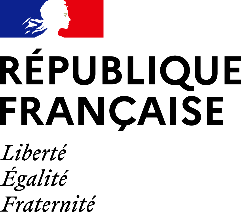 RÉPUBLIQUE
FRANÇAISE
Liberté
Égalité
Fraternité